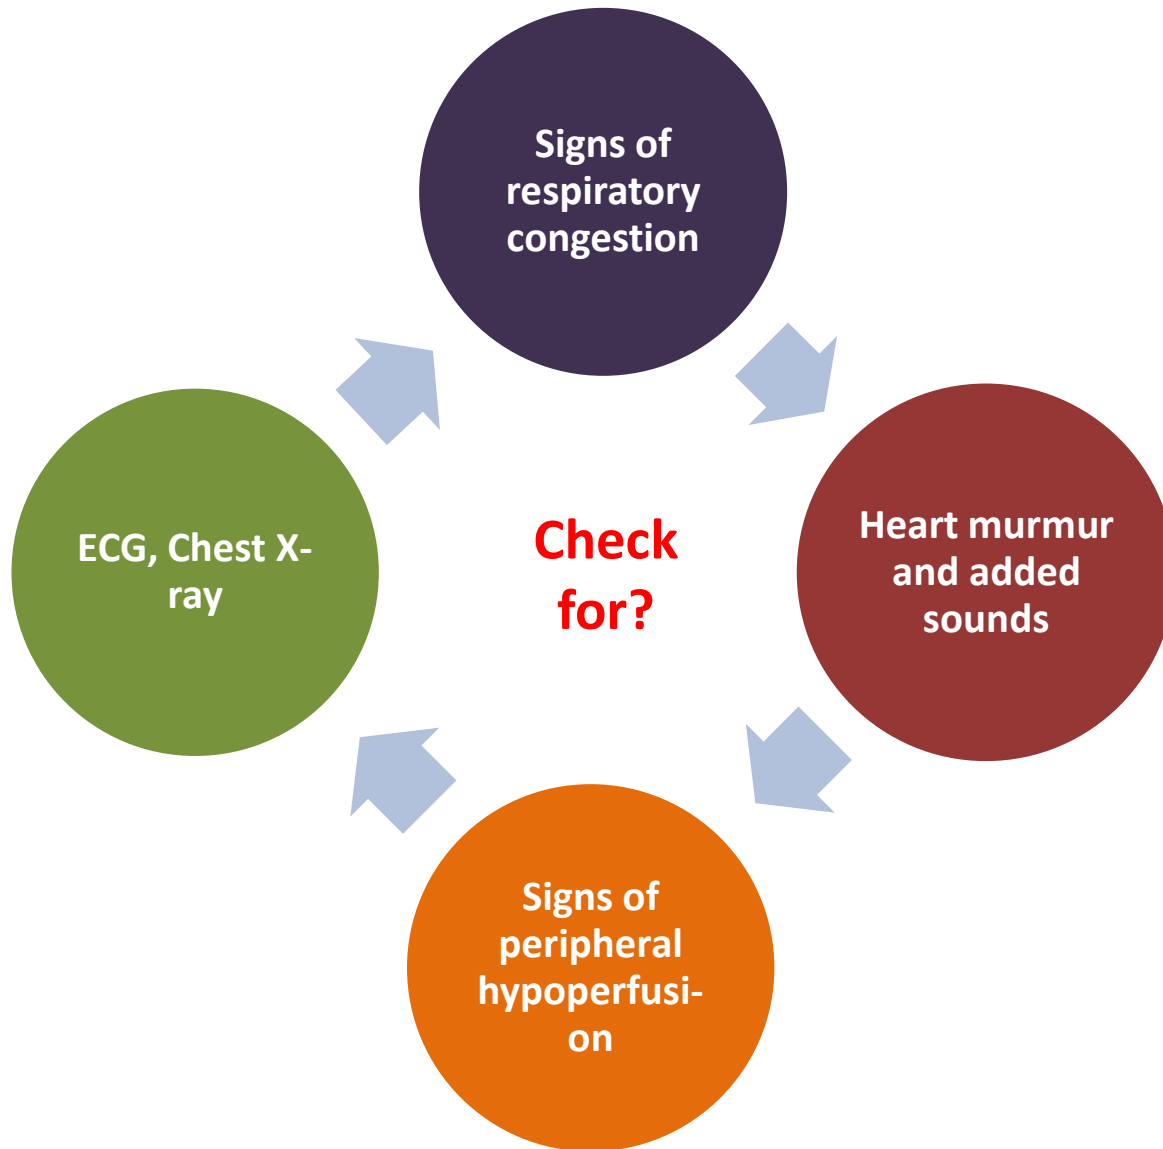 Signs of
respiratory
congestion
Heart murmur
and added
sounds
Signs of
peripheral
hypoperfusi-
on
ECG, Chest X-
ray
Check
for?